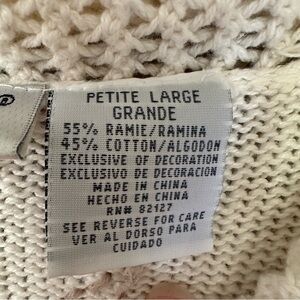 ®
PETITE LARGE
GRANDE
55% RAMIE/RAMINA
45% COTTON/ALGODON
EXCLUSIVE OF DECORATION
EXCLUSIVO DE DECORACION
MADE IN CHINA
HECHO EN CHINA
RN# 82127
SEE REVERSE FOR CARE
VER AL DORSO PARA
CUIDADO